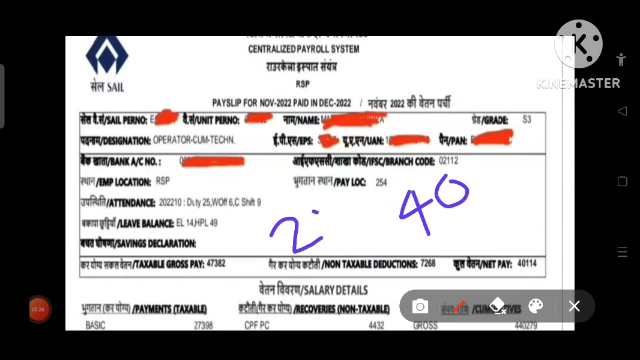 CENTRALIZED PAYROLL SYSTEM
राउरकेला इस्पात संयंत्र
RSP
सेल SAIL
PAYSLIP FOR NOV-2022 PAID IN DEC-2022 / नवंबर 2022 की वेतन पर्ची
KINEMASTER
सेल वै.सं/SAIL PERNO: E वै.सं/UNIT PERNO: नाम/NAME: ग्रेड/GRADE: S3
पदनाम/DESIGNATION: OPERATOR-CUM-TECHN. ई.पी.एस/EPS: यू.ए.एन/UAN: पैन/PAN:
बैंक खाता/BANK A/C NO. आईएफएससी/शाखा कोड/IFSC/BRANCH CODE: 02112
स्थान /EMP LOCATION: RSP भुगतान स्थान/PAY LOC: 254
उपस्थिति/ATTENDANCE: 202210 : Duty 25, WOff 6, C Shift 9
बकाया छुट्टियाँ/LEAVE BALANCE: EL 14,HPL 49
2 40
बचत घोषणा/SAVINGS DECLARATION:
कर योग्य सकल वेतन/TAXABLE GROSS PAY: 47382 गैर कर योग्य कटौती/NON TAXABLE DEDUCTIONS: 7268 कुल वेतन/NET PAY: 40114
वेतन विवरण/SALARY DETAILS
भुगतान (कर योग्य)/PAYMENTS (TAXABLE) कटौती(गैर कर योग्य)/RECOVERIES (NON-TAXABLE)
BASIC 27398 CPF PC 4432 GROSS 440279